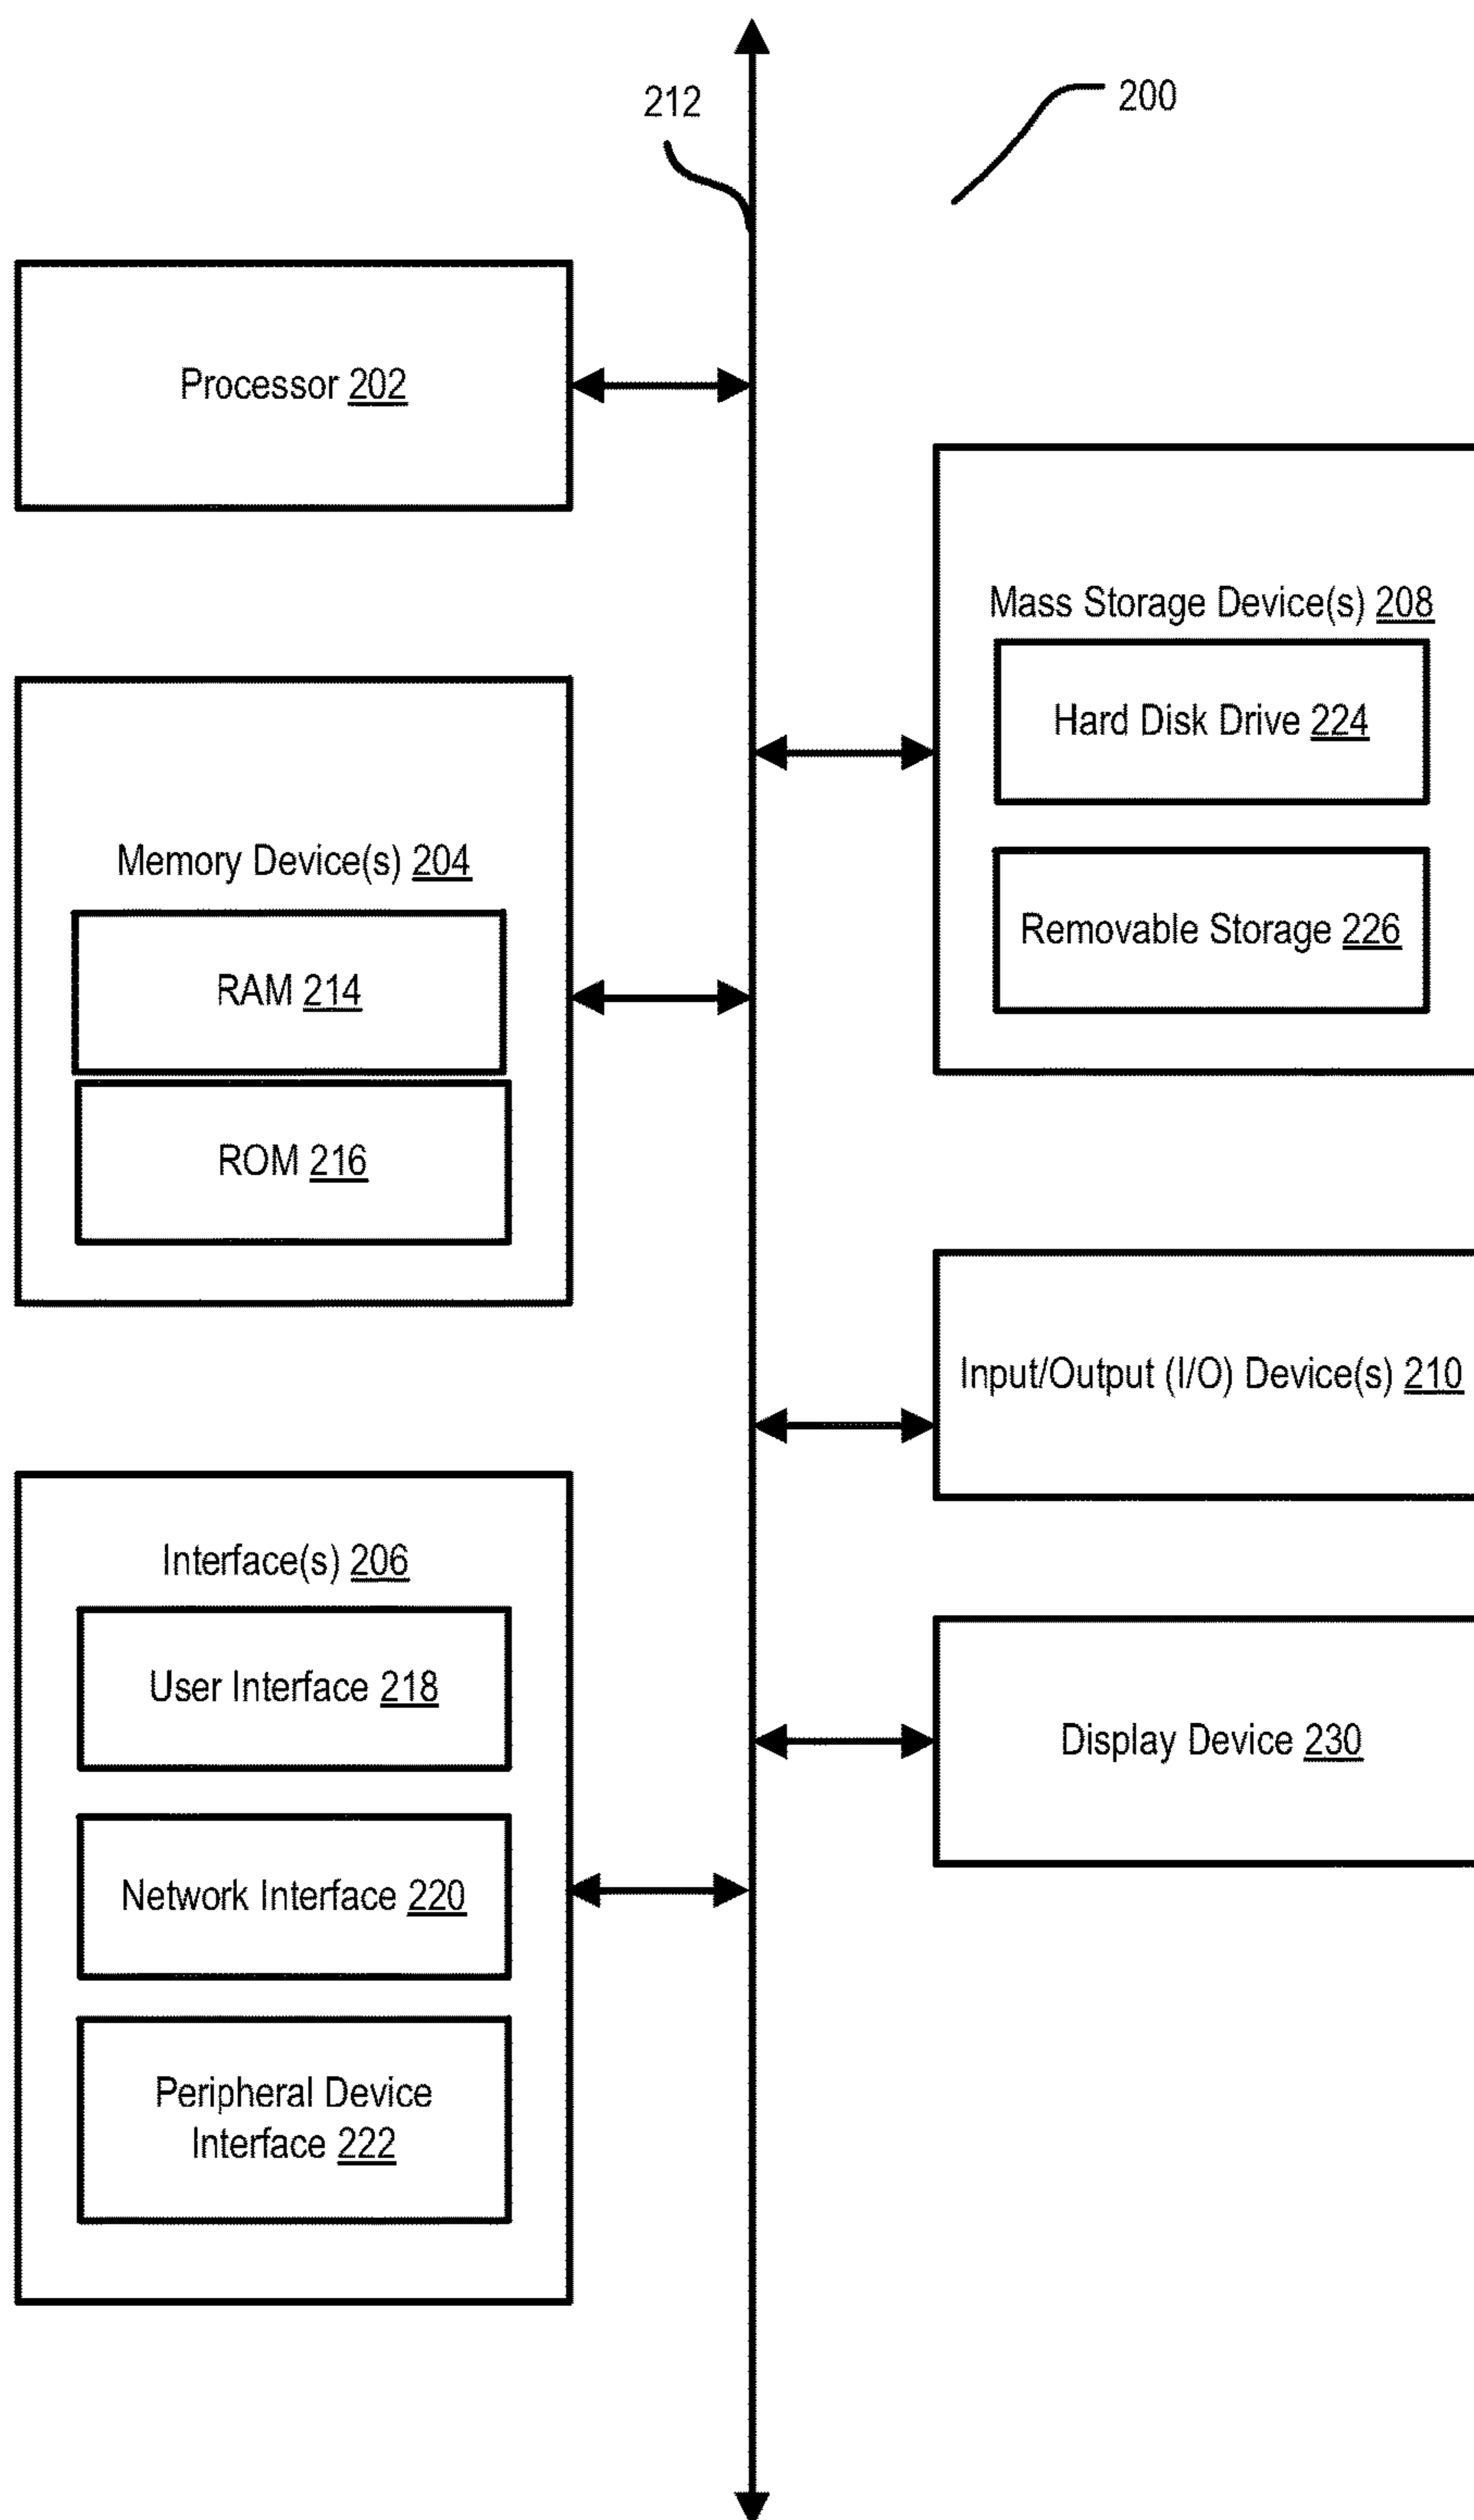 212
200
Processor 202
Mass Storage Device(s) 208
Hard Disk Drive 224
Removable Storage 226
Memory Device(s) 204
RAM 214
ROM 216
Input/Output (I/O) Device(s) 210
Interface(s) 206
User Interface 218
Network Interface 220
Peripheral Device
Interface 222
Display Device 230